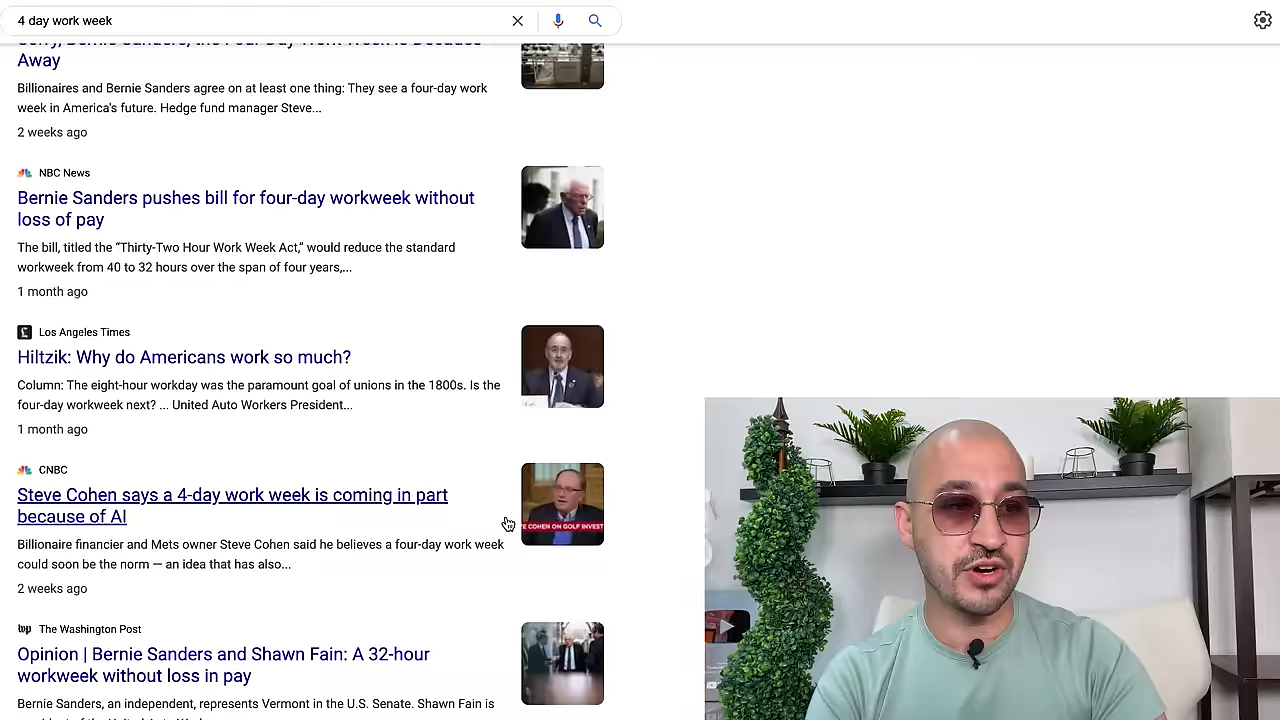 4 day work week
Away
Billionaires and Bernie Sanders agree on at least one thing: They see a four-day work
week in America's future. Hedge fund manager Steve...
2 weeks ago
NBC News
Bernie Sanders pushes bill for four-day workweek without
loss of pay
The bill, titled the “Thirty-Two Hour Work Week Act,” would reduce the standard
workweek from 40 to 32 hours over the span of four years,...
1 month ago
Los Angeles Times
Hiltzik: Why do Americans work so much?
Column: The eight-hour workday was the paramount goal of unions in the 1800s. Is the
four-day workweek next? ... United Auto Workers President...
1 month ago
CNBC
Steve Cohen says a 4-day work week is coming in part
because of AI
E COHEN ON GOLF INVEST
Billionaire financier and Mets owner Steve Cohen said he believes a four-day work week
could soon be the norm — an idea that has also...
2 weeks ago
wp The Washington Post
Opinion | Bernie Sanders and Shawn Fain: A 32-hour
workweek without loss in pay
Bernie Sanders, an independent, represents Vermont in the U.S. Senate. Shawn Fain is